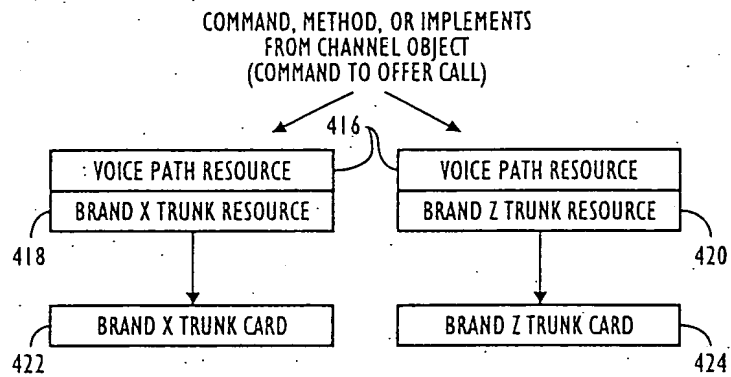 COMMAND, METHOD, OR IMPLEMENTS
FROM CHANNEL OBJECT
(COMMAND TO OFFER CALL)
416
VOICE PATH RESOURCE
VOICE PATH RESOURCE
BRAND X TRUNK RESOURCE
BRAND Z TRUNK RESOURCE
418
420
BRAND X TRUNK CARD
BRAND Z TRUNK CARD
422
424